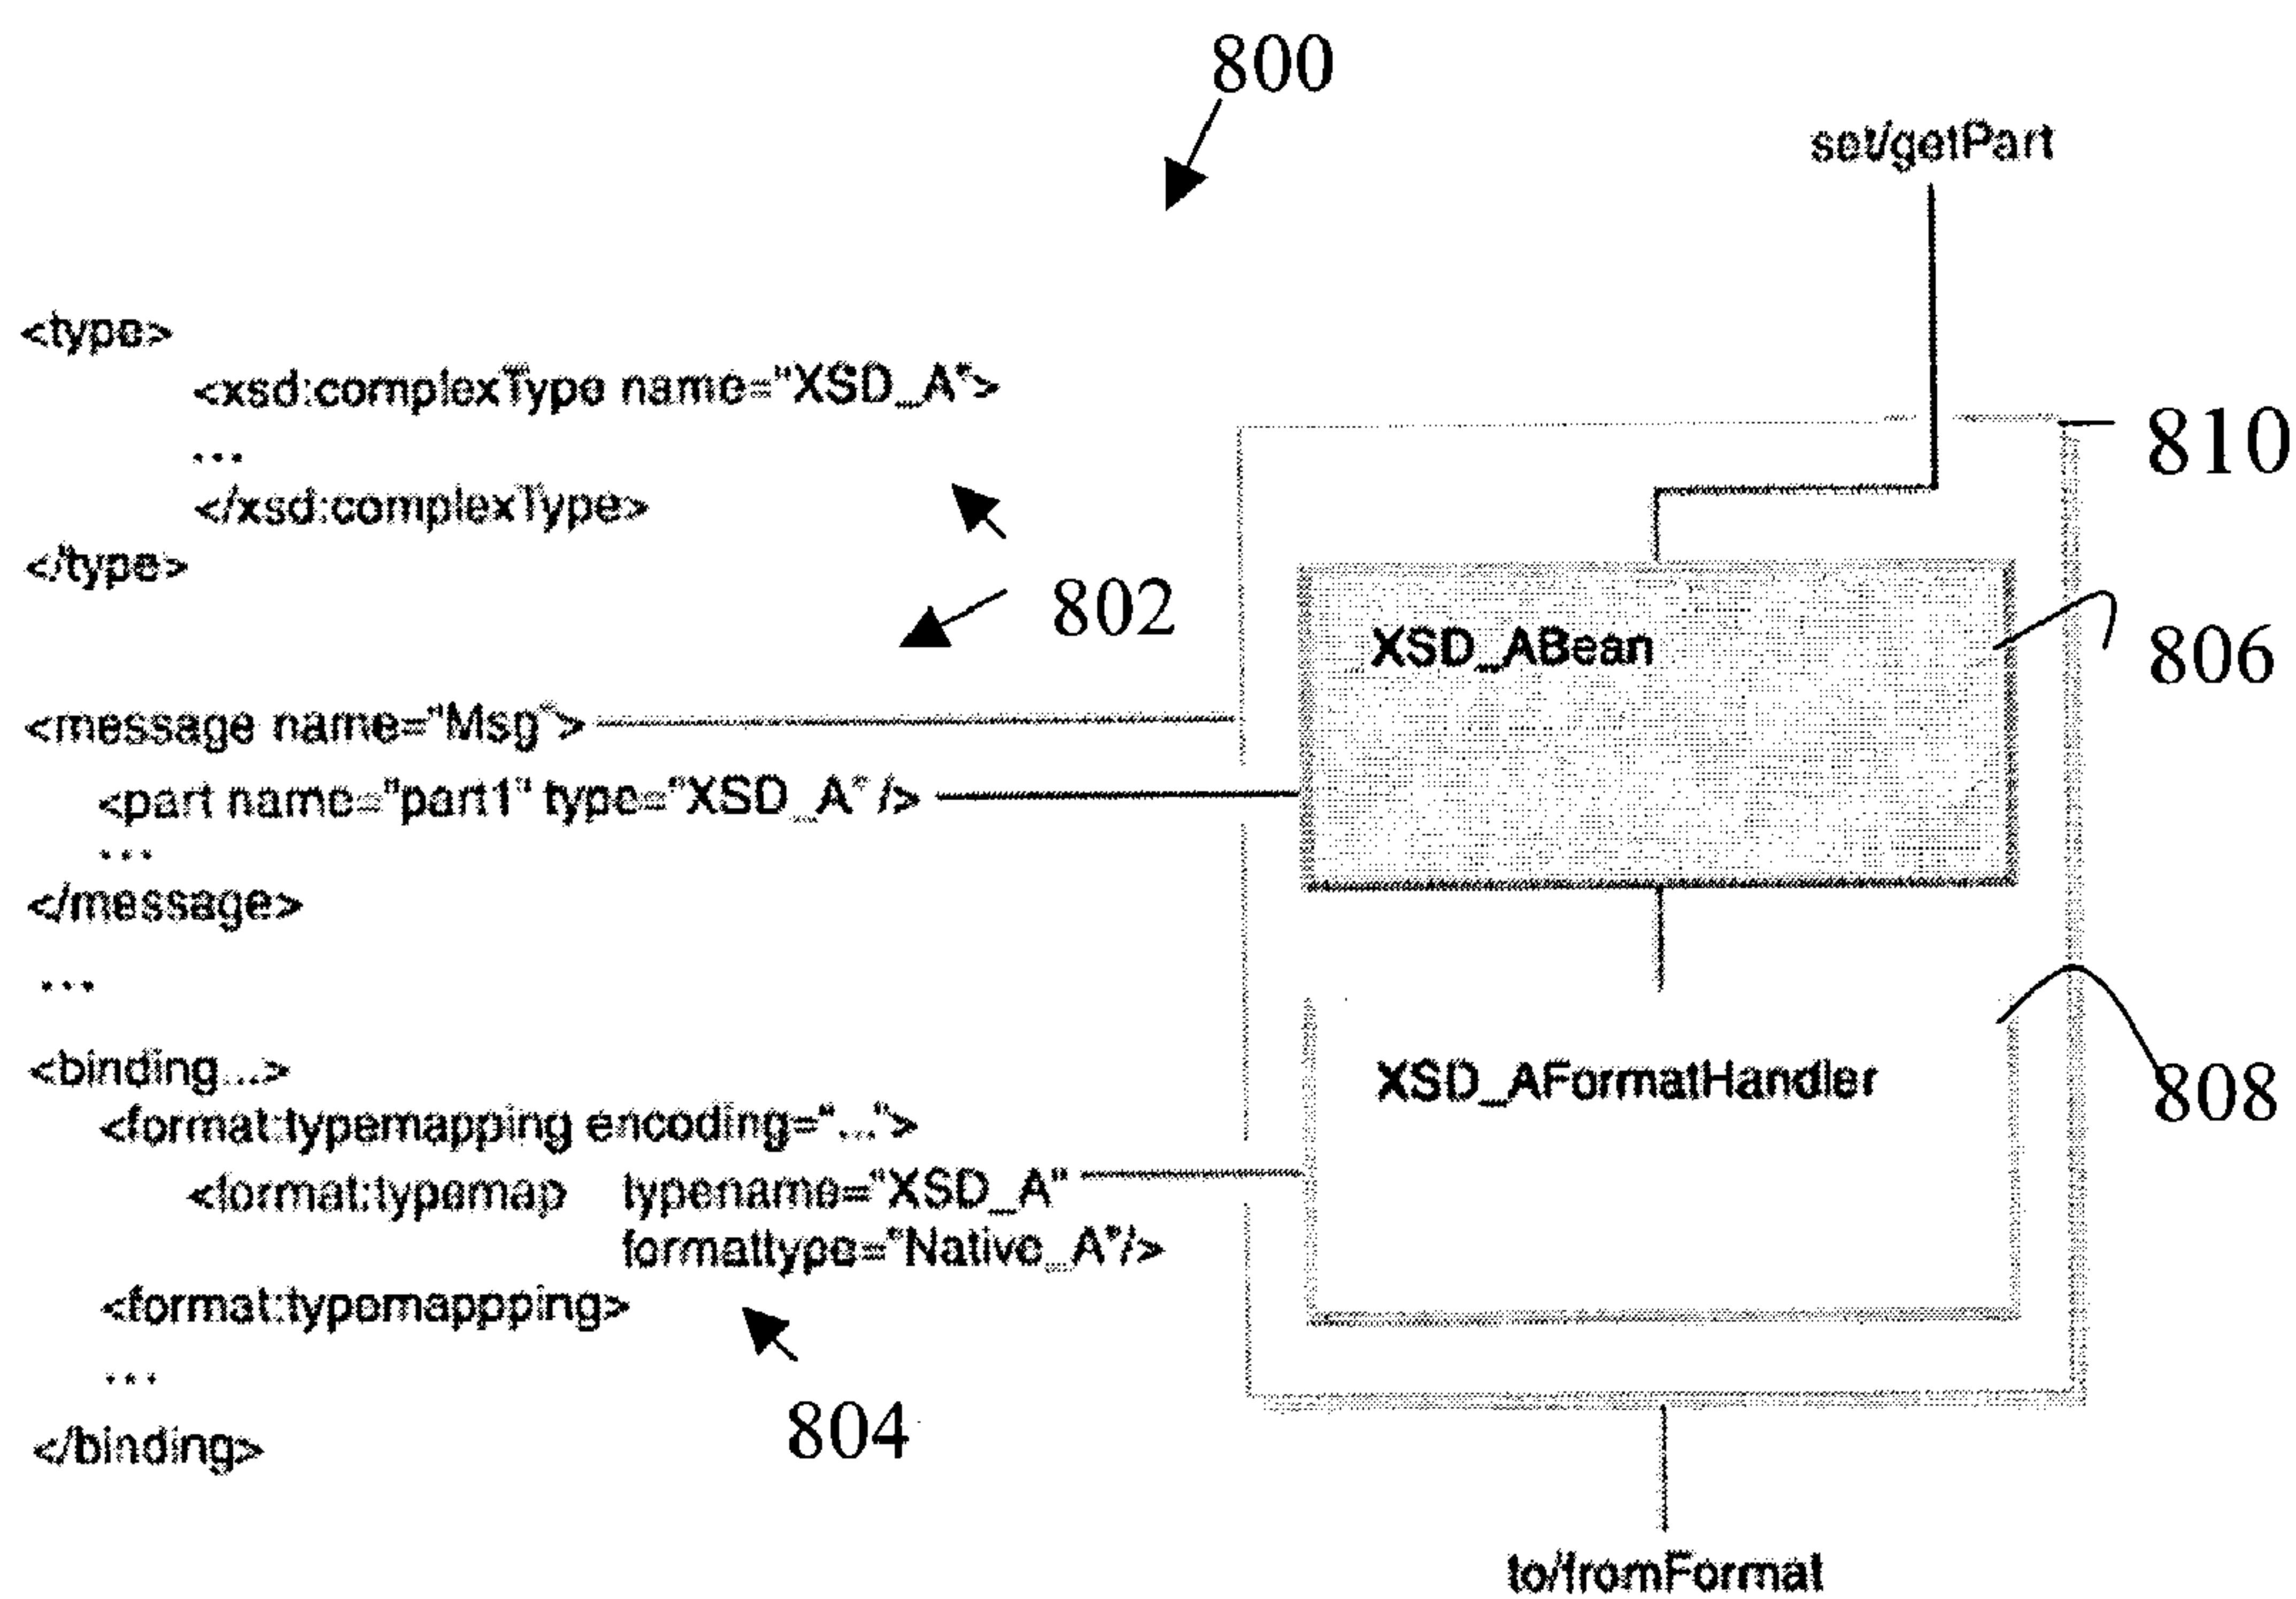 800
set/getPart
<type>
<xsd:complexType name="XSD_A">
...
</xsd:complexType>
</type>
810
802
XSD_ABean
806
<message name="Msg">
<part name="part1" type="XSD_A" />
...
</message>
...
<binding...>
<format:typemapping encoding="...">
<format:typemap typename="XSD_A"
formattype="Native_A"/>
<format:typemappping>
...
</binding>
XSD_AFormatHandler
808
804
to/fromFormat